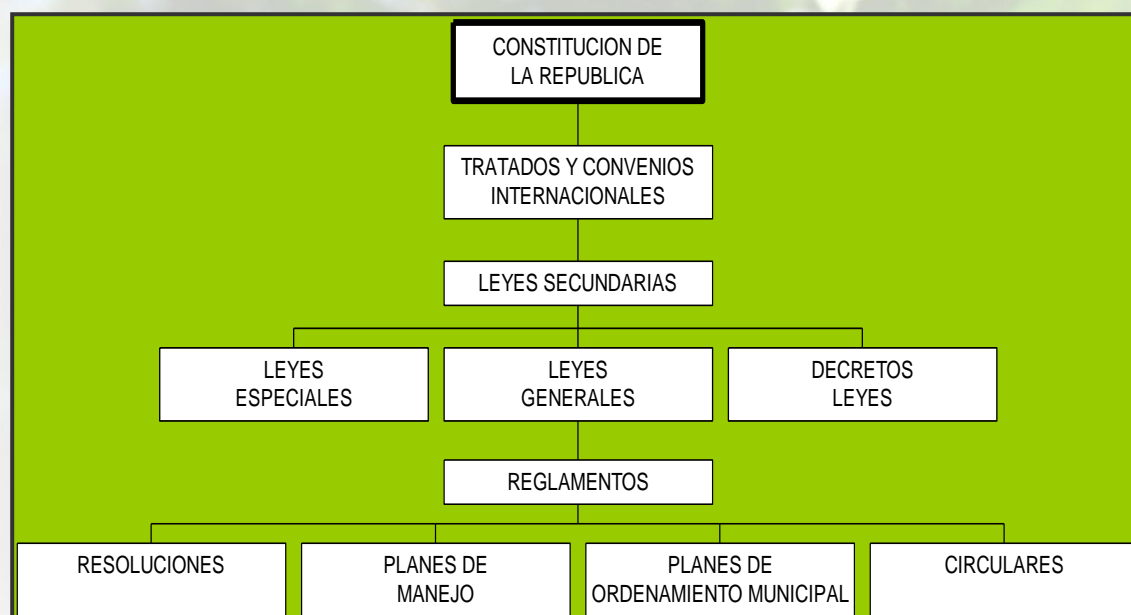 CONSTITUCION DE
LA REPUBLICA
TRATADOS Y CONVENIOS
INTERNACIONALES
LEYES SECUNDARIAS
LEYES
ESPECIALES
LEYES
GENERALES
DECRETOS
LEYES
REGLAMENTOS
RESOLUCIONES
PLANES DE
MANEJO
PLANES DE
ORDENAMIENTO MUNICIPAL
CIRCULARES